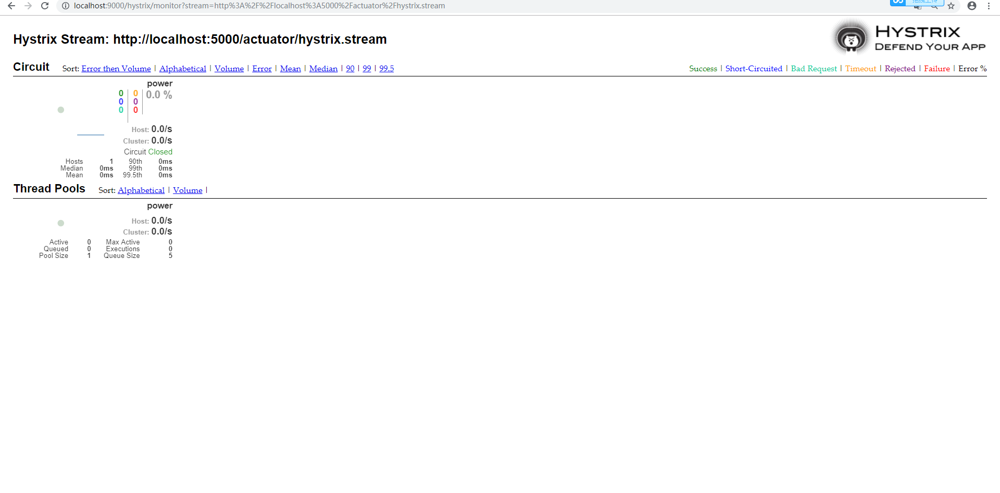 localhost:9000/hystrix/monitor?stream=http%3A%2F%2Flocalhost%3A5000%2Factuator%2Fhystrix.stream
拖拽上传
Hystrix Stream: http://localhost:5000/actuator/hystrix.stream
HYSTRIX
DEFEND YOUR APP
Circuit Sort: Error then Volume | Alphabetical | Volume | Error | Mean | Median | 90 | 99 | 99.5
Success | Short-Circuited | Bad Request | Timeout | Rejected | Failure | Error %
power
0 0 0.0 %
0 0
0 0
Host: 0.0/s
Cluster: 0.0/s
Circuit Closed
Hosts 1 90th 0ms
Median 0ms 99th 0ms
Mean 0ms 99.5th 0ms
Thread Pools Sort: Alphabetical | Volume |
power
Host: 0.0/s
Cluster: 0.0/s
Active 0 Max Active 0
Queued 0 Executions 0
Pool Size 1 Queue Size 5